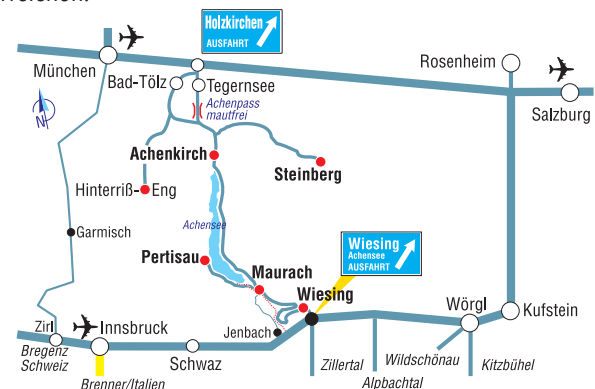 Holzkirchen
AUSFAHRT
München
Rosenheim
Bad-Tölz
Tegernsee
Achenpass
mautfrei
Salzburg
N
Achenkirch
Steinberg
Hinterriß-
Eng
Achensee
Garmisch
Wiesing
Achensee
AUSFAHRT
Pertisau
Maurach
Wiesing
Wörgl
Kufstein
Zirl
Innsbruck
Jenbach
Bregenz
Schweiz
Schwaz
Zillertal
Wildschönau
Kitzbühel
Brenner/Italien
Alpbachtal